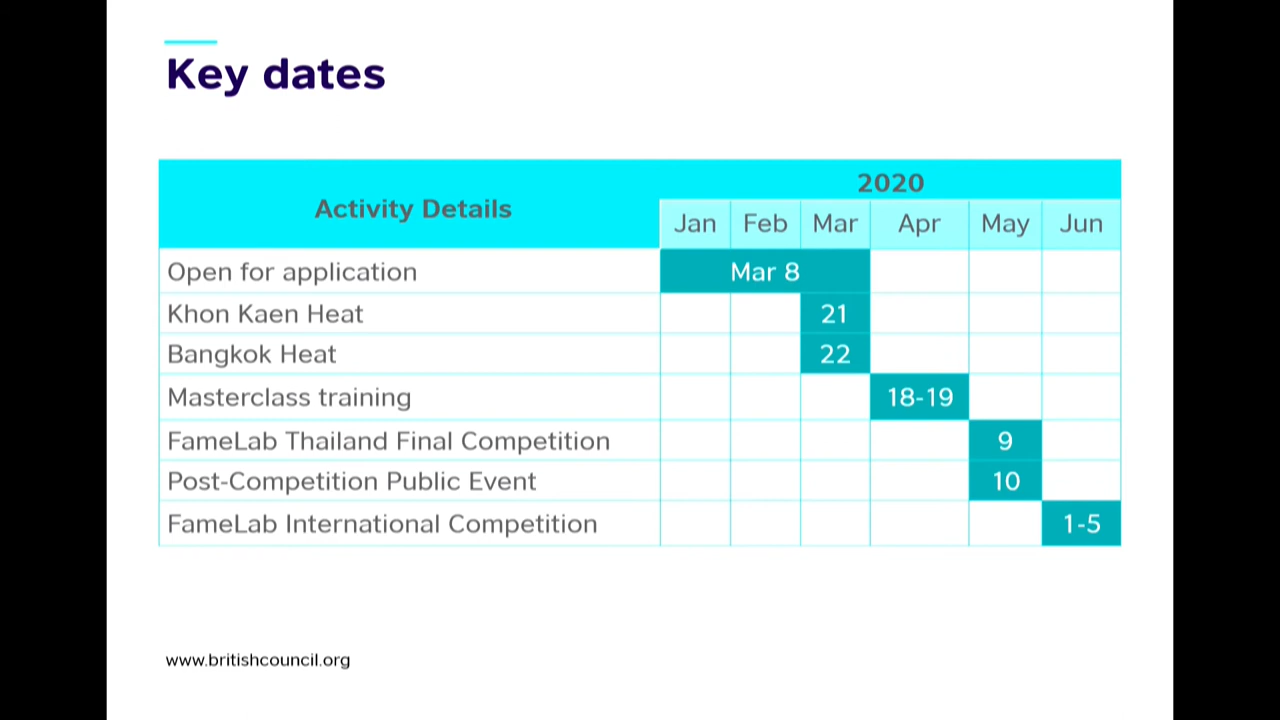 Key dates
Activity Details
2020
Jan Feb Mar Apr May Jun
Open for application Mar 8
Khon Kaen Heat 21
Bangkok Heat 22
Masterclass training 18-19
FameLab Thailand Final Competition 9
Post-Competition Public Event 10
FameLab International Competition 1-5
www.britishcouncil.org